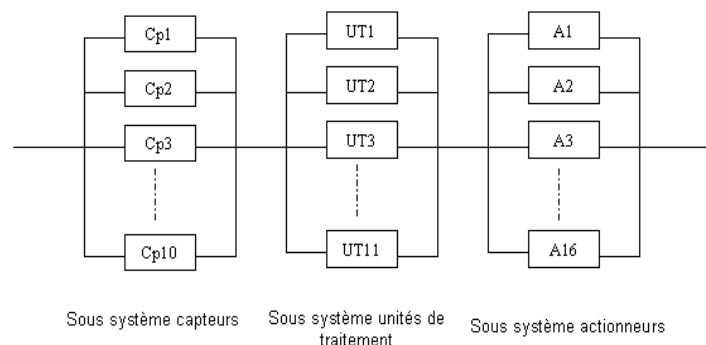 Cp1 UT1 A1
Cp2 UT2 A2
Cp3 UT3 A3
Cp10 UT11 A16
Sous système capteurs
Sous système unités de
traitement
Sous système actionneurs